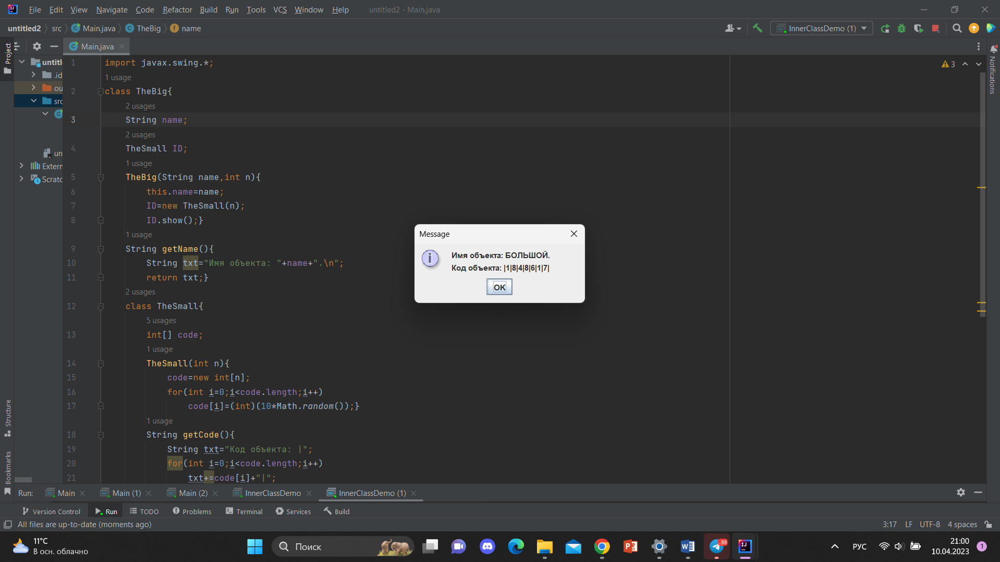 File Edit View Navigate Code Refactor Build Run Tools VCS Window Help untitled2 - Main.java
untitled2 src Main.java TheBig name
InnerClassDemo (1)
Project
Main.java
Notifications
untitl
.id
ou
src
un
Extern
Scratc
3
1 import javax.swing.*;
1 usage
2 class TheBig{
2 usages
3 String name;
2 usages
4 TheSmall ID;
1 usage
5 TheBig(String name,int n){
6 this.name=name;
7 ID=new TheSmall(n);
8 ID.show();}
1 usage
9 String getName(){
10 String txt="Имя объекта: "+name+".\n";
11 return txt;}
2 usages
12 class TheSmall{
5 usages
13 int[] code;
1 usage
14 TheSmall(int n){
15 code=new int[n];
16 for(int i=0;i<code.length;i++)
17 code[i]=(int)(10*Math.random());}
1 usage
18 String getCode(){
19 String txt="Код объекта: |";
20 for(int i=0;i<code.length;i++)
21 txt+=code[i]+"|";
Message
Имя объекта: БОЛЬШОЙ.
Код объекта: |1|8|4|8|6|1|7|
OK
Structure
Bookmarks
Run: Main Main (1) Main (2) InnerClassDemo InnerClassDemo (1)
Version Control Run TODO Problems Terminal Services Build
All files are up-to-date (moments ago)
3:17 LF UTF-8 4 spaces
11°C
В осн. облачно
Поиск
88
РУС
21:00
10.04.2023
1